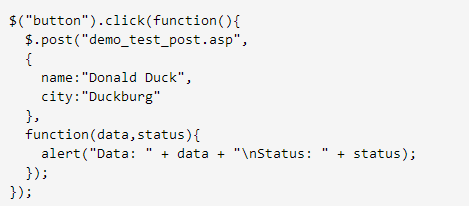 $("button").click(function(){
  $.post("demo_test_post.asp",
  {
    name:"Donald Duck",
    city:"Duckburg"
  },
  function(data,status){
    alert("Data: " + data + "\nStatus: " + status);
  });
});